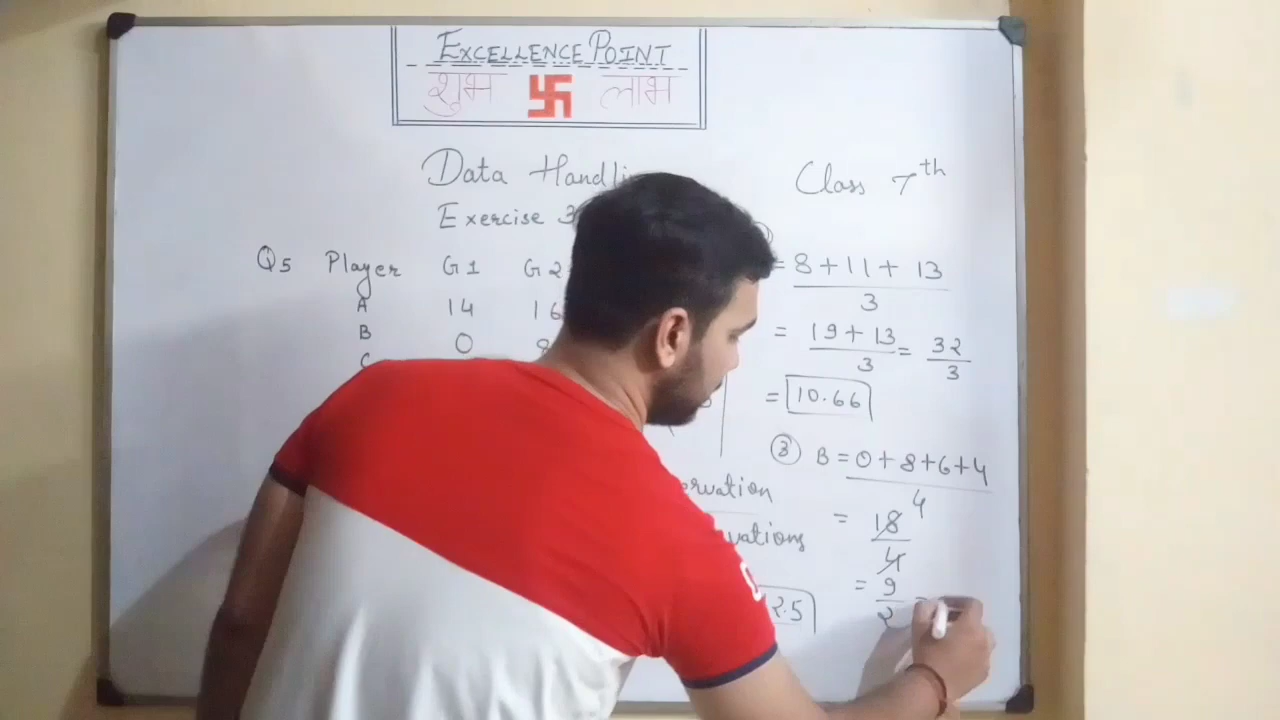 EXCELLENCE POINT
शुभ लाभ
Data Handli
Exercise 3
Class 7th
Q5 Player G1 G2
A 14 16
B 0 8
C
= 8 + 11 + 13
3
= 19 + 13 = 32
3 3
= 10.66
③ B = 0 + 8 + 6 + 4
4
= 18
4
= 9
2 =
ervation
vations
2.5